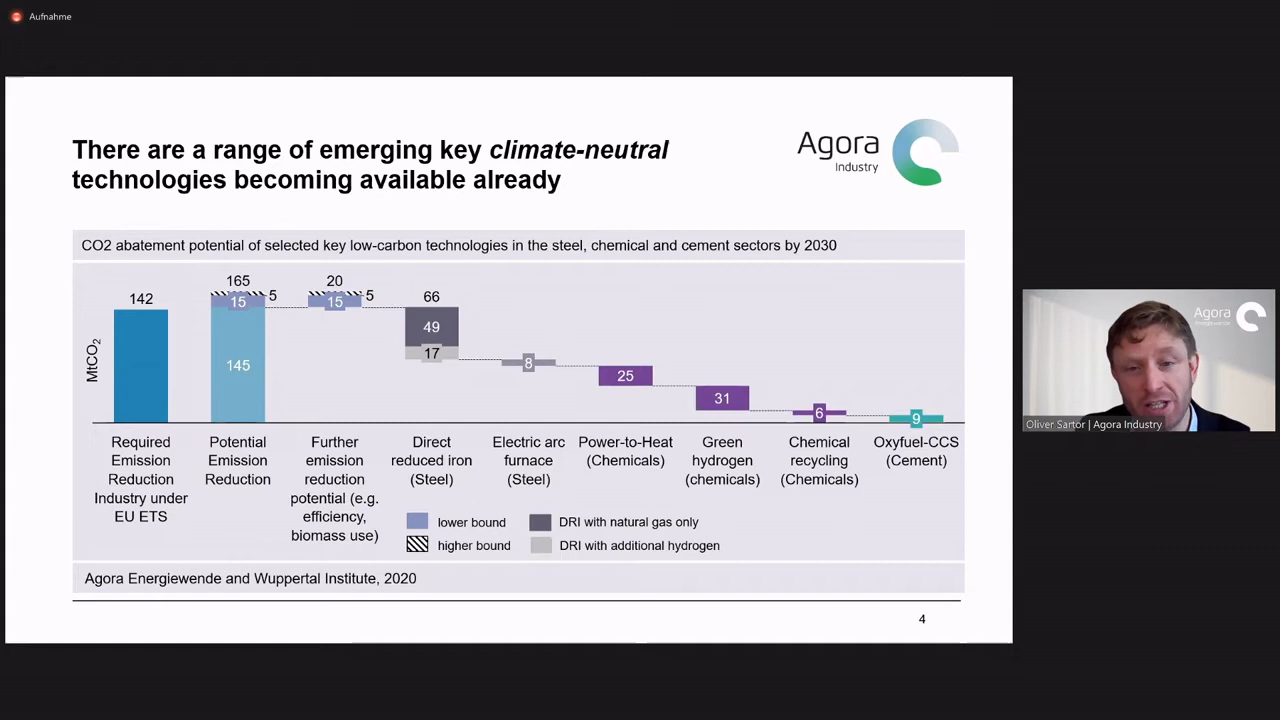 Aufnahme
There are a range of emerging key climate-neutral
technologies becoming available already
Agora
Industry
CO2 abatement potential of selected key low-carbon technologies in the steel, chemical and cement sectors by 2030
MtCO2
142
165
15
5
145
20
15
5
66
49
17
8
25
31
6
9
Required
Emission
Reduction
Industry under
EU ETS
Potential
Emission
Reduction
Further
emission
reduction
potential (e.g.
efficiency,
biomass use)
Direct
reduced iron
(Steel)
Electric arc
furnace
(Steel)
Power-to-Heat
(Chemicals)
Green
hydrogen
(chemicals)
Chemical
recycling
(Chemicals)
Oxyfuel-CCS
(Cement)
lower bound
higher bound
DRI with natural gas only
DRI with additional hydrogen
Agora Energiewende and Wuppertal Institute, 2020
4
Agora
Energiewende
Oliver Sartor | Agora Industry